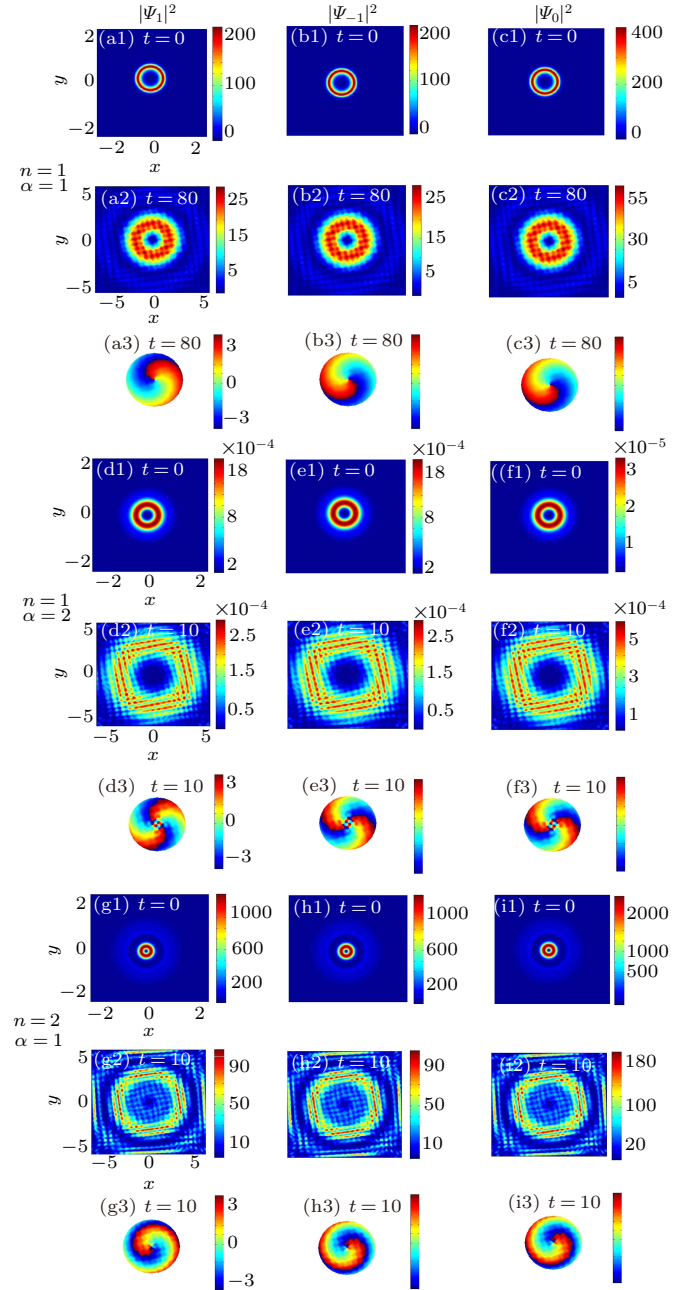 |Ψ₁|² |Ψ₋₁|² |Ψ₀|²
2 (a1) t=0 200 (b1) t=0 200 (c1) t=0 400
y 0 100 100 200
−2 0 0 0
−2 0 2
x
n=1
α=1
5 (a2) t=80 25 (b2) t=80 25 (c2) t=80 55
y 0 15 15 30
−5 5 5 5
−5 0 5
x
(a3) t=80 3 (b3) t=80 (c3) t=80
0
−3
×10⁻⁴ ×10⁻⁴ ×10⁻⁵
2 (d1) t=0 18 (e1) t=0 18 ((f1) t=0 3
y 0 8 8 2
−2 2 2 1
−2 0 2
x
n=1
α=2
×10⁻⁴ ×10⁻⁴ ×10⁻⁴
5 (d2) t=10 2.5 (e2) t=10 2.5 (f2) t=10 5
y 0 1.5 1.5 3
−5 0.5 0.5 1
−5 0 5
x
(d3) t=10 3 (e3) t=10 (f3) t=10
0
−3
2 (g1) t=0 1000 (h1) t=0 1000 (i1) t=0 2000
y 0 600 600 1000
−2 200 200 500
−2 0 2
x
n=2
α=1
5 (g2) t=10 90 (h2) t=10 90 (i2) t=10 180
y 0 50 50 100
−5 10 10 20
−5 0 5
x
(g3) t=10 3 (h3) t=10 (i3) t=10
0
−3